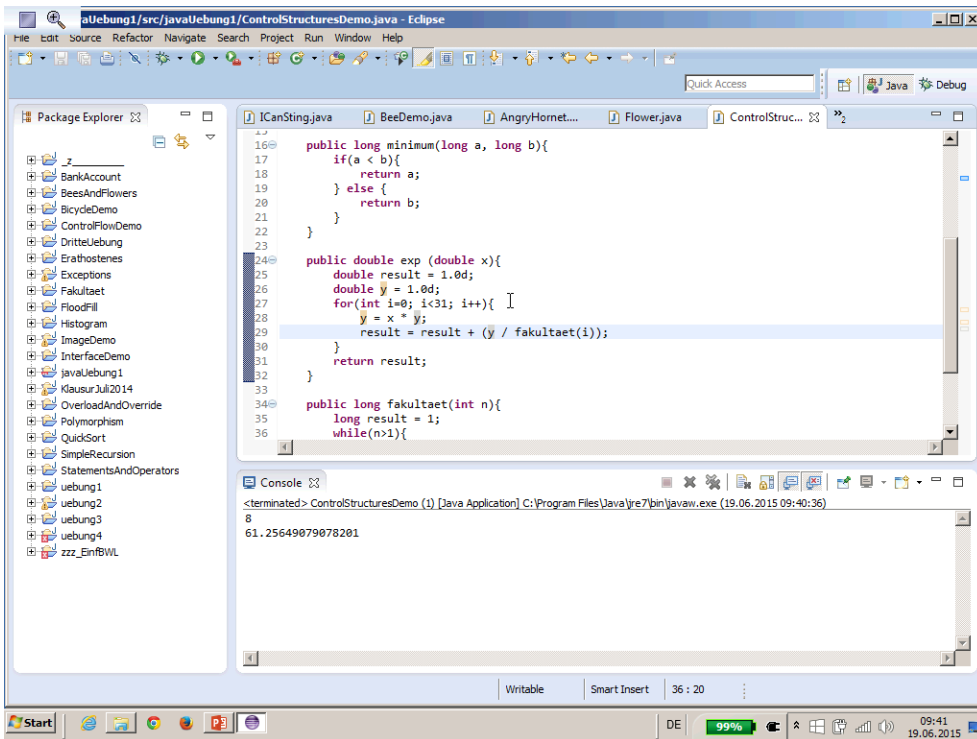 aUebung1/src/javaUebung1/ControlStructuresDemo.java - Eclipse
File Edit Source Refactor Navigate Search Project Run Window Help
Quick Access
Java
Debug
Package Explorer
ICanSting.java
BeeDemo.java
AngryHornet....
Flower.java
ControlStruc...
»2
_z_________
BankAccount
BeesAndFlowers
BicycleDemo
ControlFlowDemo
DritteUebung
Erathostenes
Exceptions
Fakultaet
FloodFill
Histogram
ImageDemo
InterfaceDemo
javaUebung1
KlausurJuli2014
OverloadAndOverride
Polymorphism
QuickSort
SimpleRecursion
StatementsAndOperators
uebung1
uebung2
uebung3
uebung4
zzz_EinfBWL
15
16 public long minimum(long a, long b){
17 if(a < b){
18 return a;
19 } else {
20 return b;
21 }
22 }
23
24 public double exp (double x){
25 double result = 1.0d;
26 double y = 1.0d;
27 for(int i=0; i<31; i++){
28 y = x * y;
29 result = result + (y / fakultaet(i));
30 }
31 return result;
32 }
33
34 public long fakultaet(int n){
35 long result = 1;
36 while(n>1){
Console
<terminated> ControlStructuresDemo (1) [Java Application] C:\Program Files\Java\jre7\bin\javaw.exe (19.06.2015 09:40:36)
8
61.25649079078201
Writable
Smart Insert
36 : 20
Start
DE
99%
09:41
19.06.2015